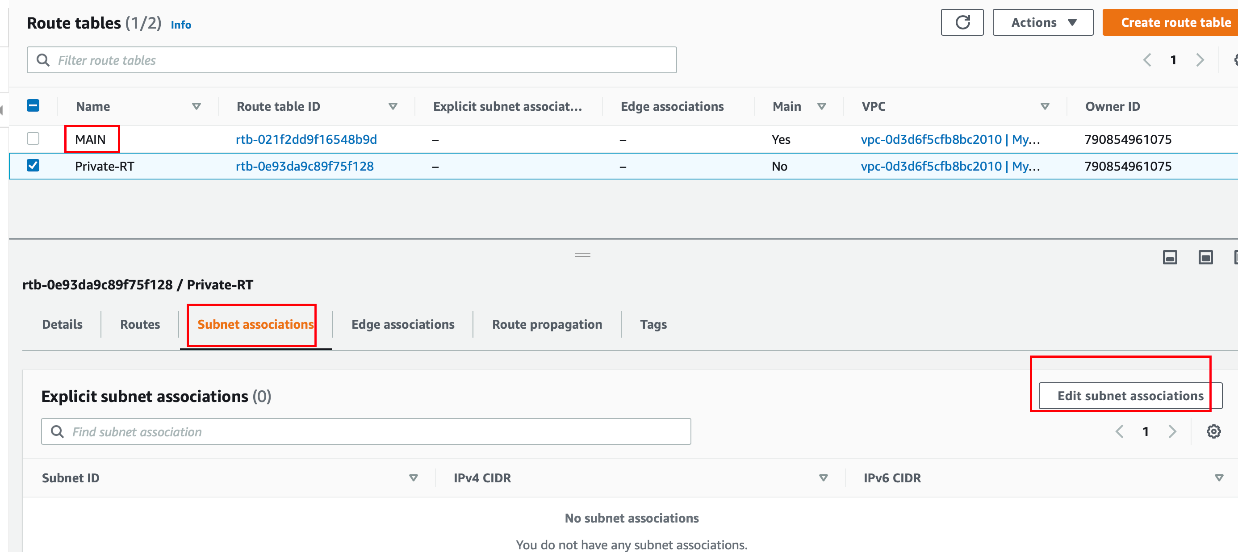 Route tables (1/2) Info
Actions Create route table
Filter route tables
1
Name Route table ID Explicit subnet associat... Edge associations Main VPC Owner ID
MAIN rtb-021f2dd9f16548b9d – – Yes vpc-0d3d6f5cfb8bc2010 | My... 790854961075
Private-RT rtb-0e93da9c89f75f128 – – No vpc-0d3d6f5cfb8bc2010 | My... 790854961075
rtb-0e93da9c89f75f128 / Private-RT
Details Routes Subnet associations Edge associations Route propagation Tags
Explicit subnet associations (0)
Edit subnet associations
Find subnet association
1
Subnet ID IPv4 CIDR IPv6 CIDR
No subnet associations
You do not have any subnet associations.